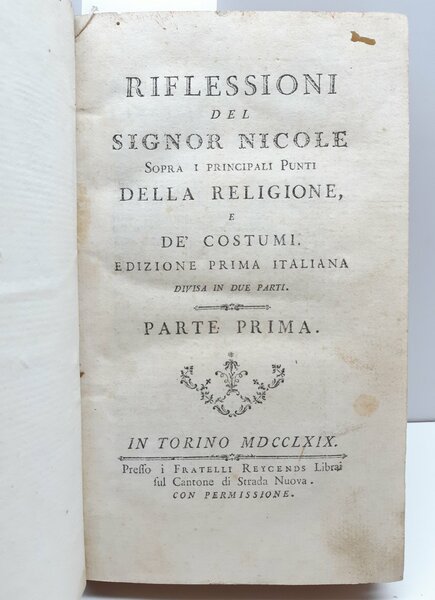 RIFLESSIONI
DEL
SIGNOR NICOLE
SOPRA I PRINCIPALI PUNTI
DELLA RELIGIONE,
E
DE' COSTUMI.
EDIZIONE PRIMA ITALIANA
DIVISA IN DUE PARTI.
PARTE PRIMA.
IN TORINO MDCCLXIX.
Preſſo i FRATELLI REYCENDS Librai
ſul Cantone di Strada Nuova.
CON PERMISSIONE.